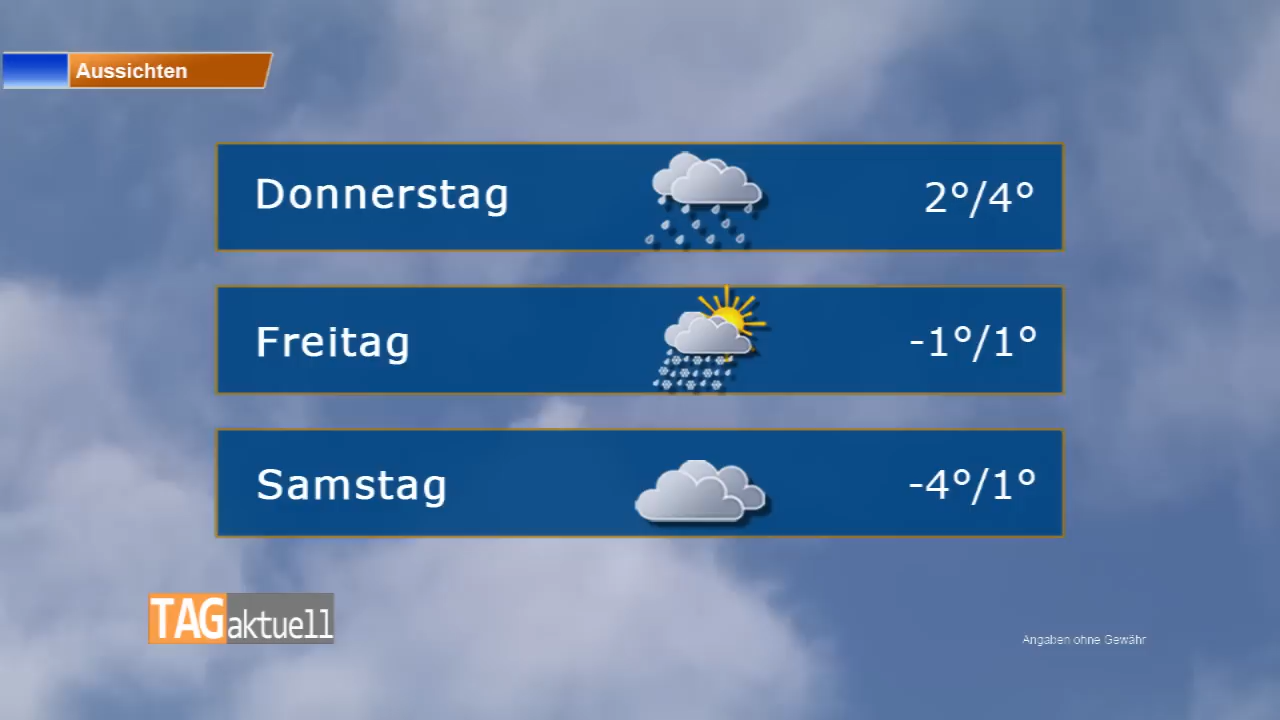 Aussichten
Donnerstag 2°/4°
Freitag -1°/1°
Samstag -4°/1°
TAGaktuell
Angaben ohne Gewähr